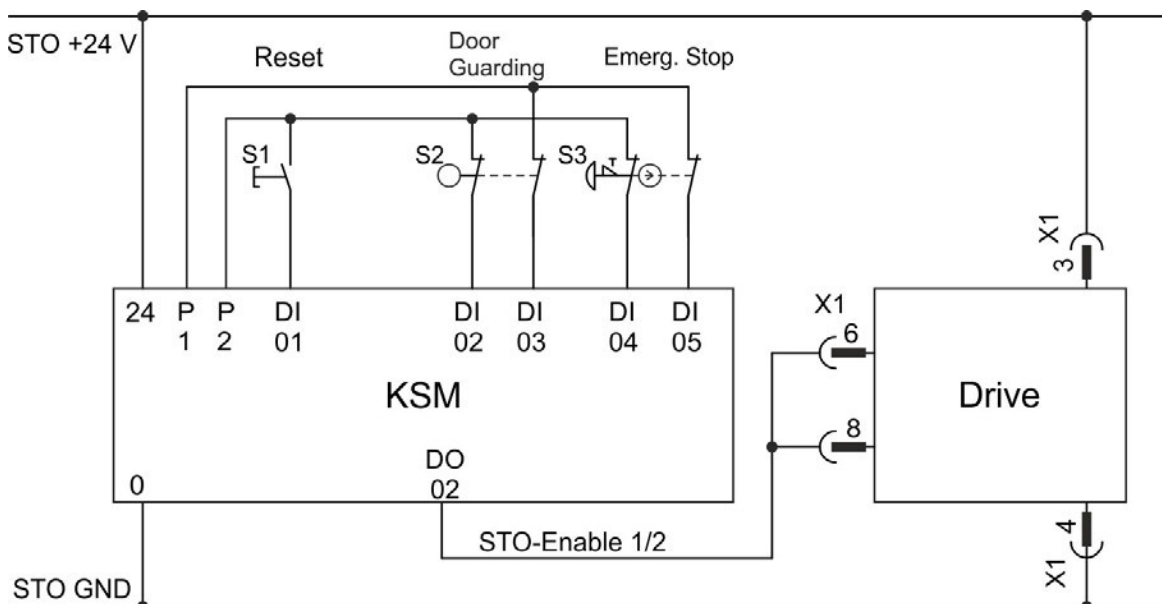 STO +24 V
Reset
Door
Guarding
Emerg. Stop
S1
S2
S3
X1
3
24 P P DI DI DI DI DI
1 2 01 02 03 04 05
X1
6
KSM
Drive
8
DO
02
0
4
STO-Enable 1/2
X1
STO GND